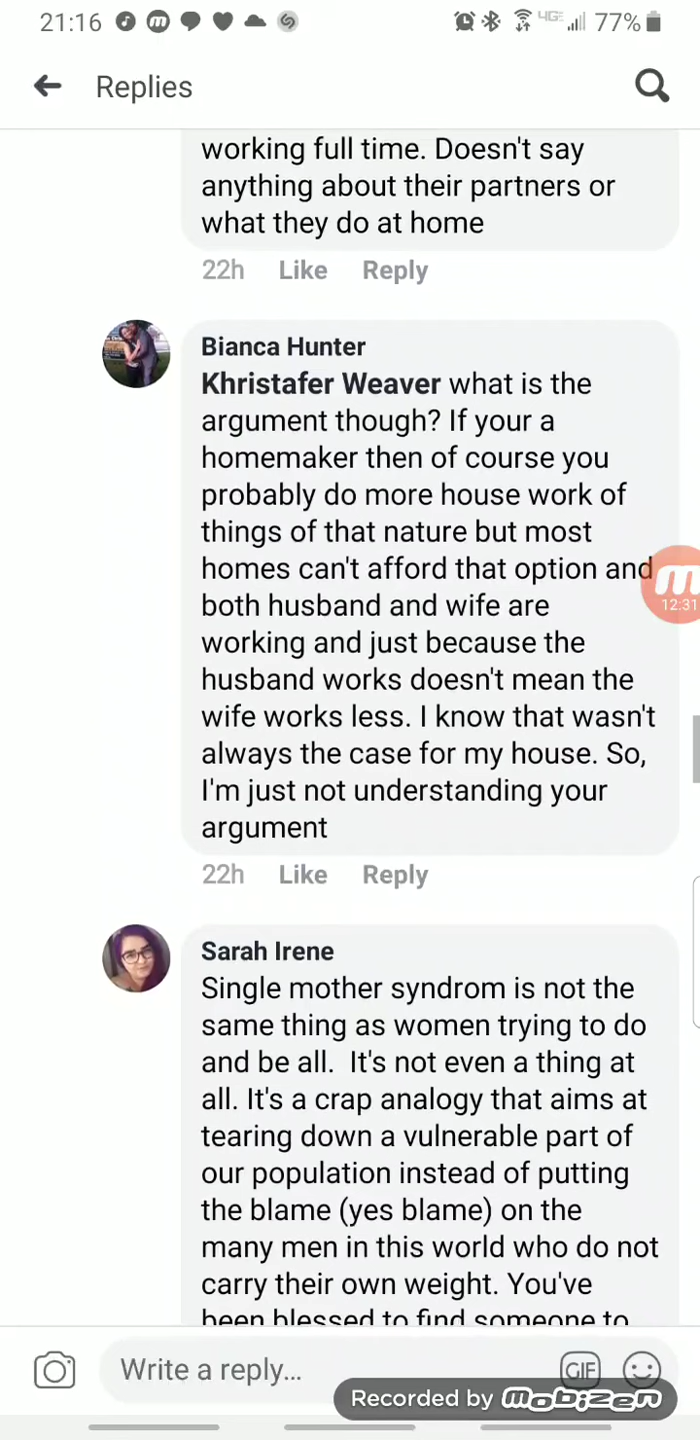 21:16
4GE 77%
Replies
working full time. Doesn't say
anything about their partners or
what they do at home
22h Like Reply
Bianca Hunter
Khristafer Weaver what is the
argument though? If your a
homemaker then of course you
probably do more house work of
things of that nature but most
homes can't afford that option and
both husband and wife are
working and just because the
husband works doesn't mean the
wife works less. I know that wasn't
always the case for my house. So,
I'm just not understanding your
argument
12:31
22h Like Reply
Sarah Irene
Single mother syndrom is not the
same thing as women trying to do
and be all. It's not even a thing at
all. It's a crap analogy that aims at
tearing down a vulnerable part of
our population instead of putting
the blame (yes blame) on the
many men in this world who do not
carry their own weight. You've
been blessed to find someone to
Write a reply... GIF
Recorded by mobizen